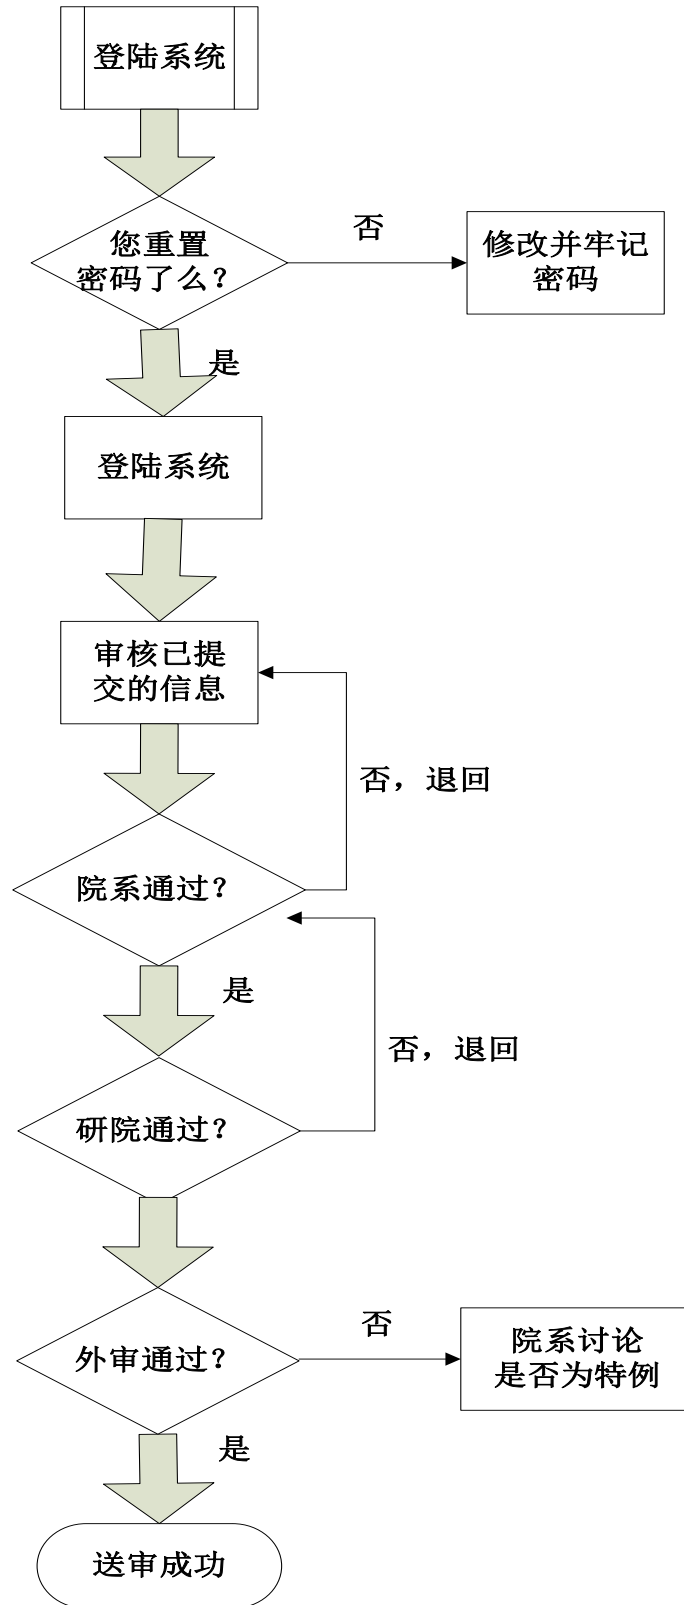 登陆系统
您重置
密码了么？
否
修改并牢记
密码
是
登陆系统
审核已提
交的信息
否，退回
院系通过？
是
否，退回
研院通过？
外审通过？
否
院系讨论
是否为特例
是
送审成功